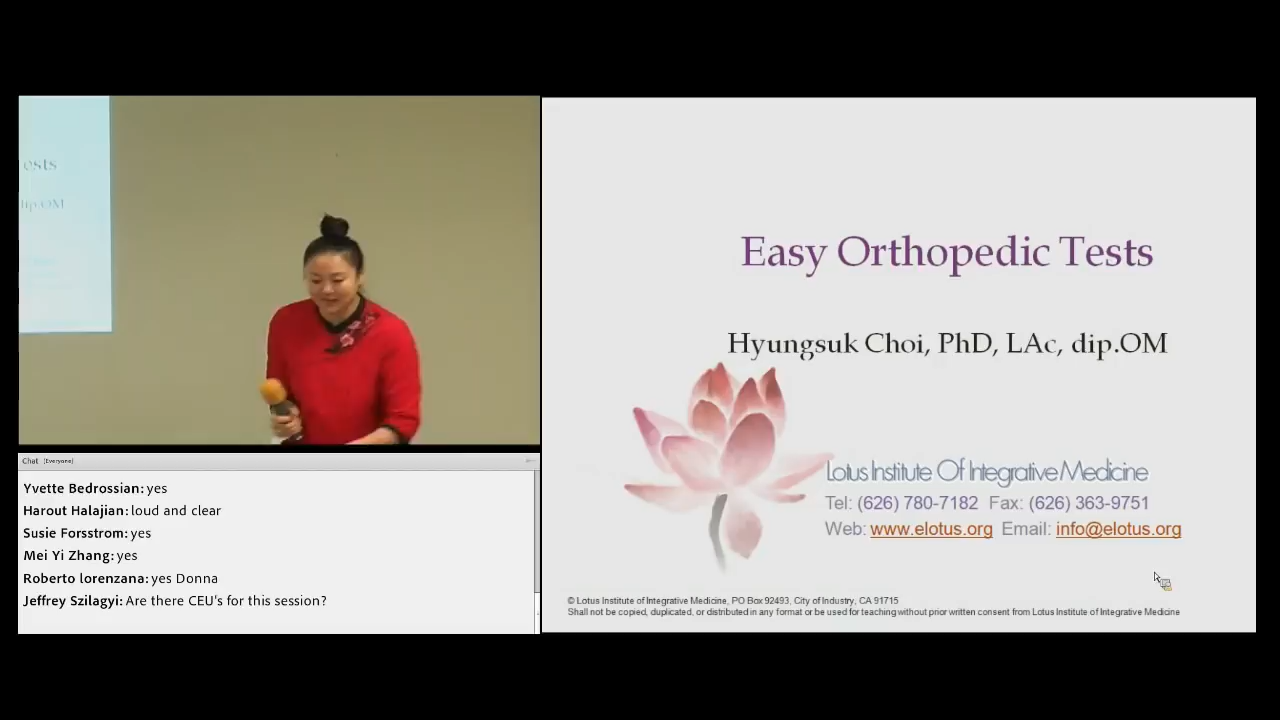 ests
dip.OM
Chat (Everyone)
Yvette Bedrossian: yes
Harout Halajian: loud and clear
Susie Forsstrom: yes
Mei Yi Zhang: yes
Roberto lorenzana: yes Donna
Jeffrey Szilagyi: Are there CEU's for this session?
Easy Orthopedic Tests
Hyungsuk Choi, PhD, LAc, dip.OM
Lotus Institute Of Integrative Medicine
Tel: (626) 780-7182 Fax: (626) 363-9751
Web: www.elotus.org Email: info@elotus.org
© Lotus Institute of Integrative Medicine, PO Box 92493, City of Industry, CA 91715
Shall not be copied, duplicated, or distributed in any format or be used for teaching without prior written consent from Lotus Institute of Integrative Medicine